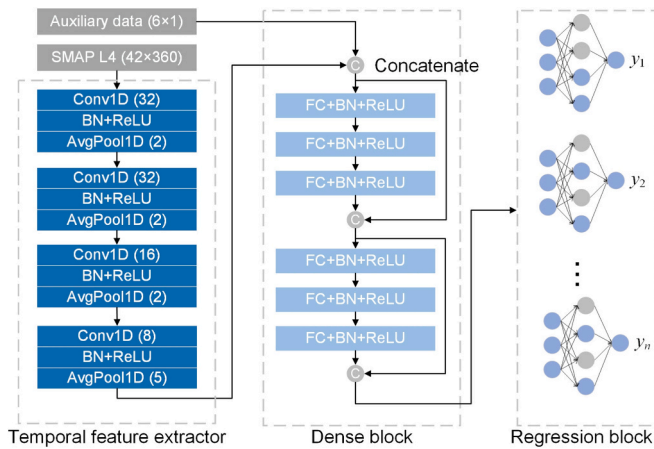 Auxiliary data (6×1)
SMAP L4 (42×360)
Conv1D (32)
BN+ReLU
AvgPool1D (2)
Conv1D (32)
BN+ReLU
AvgPool1D (2)
Conv1D (16)
BN+ReLU
AvgPool1D (2)
Conv1D (8)
BN+ReLU
AvgPool1D (5)
Temporal feature extractor
C
Concatenate
FC+BN+ReLU
FC+BN+ReLU
FC+BN+ReLU
C
FC+BN+ReLU
FC+BN+ReLU
FC+BN+ReLU
C
Dense block
y1
y2
⋮
yn
Regression block